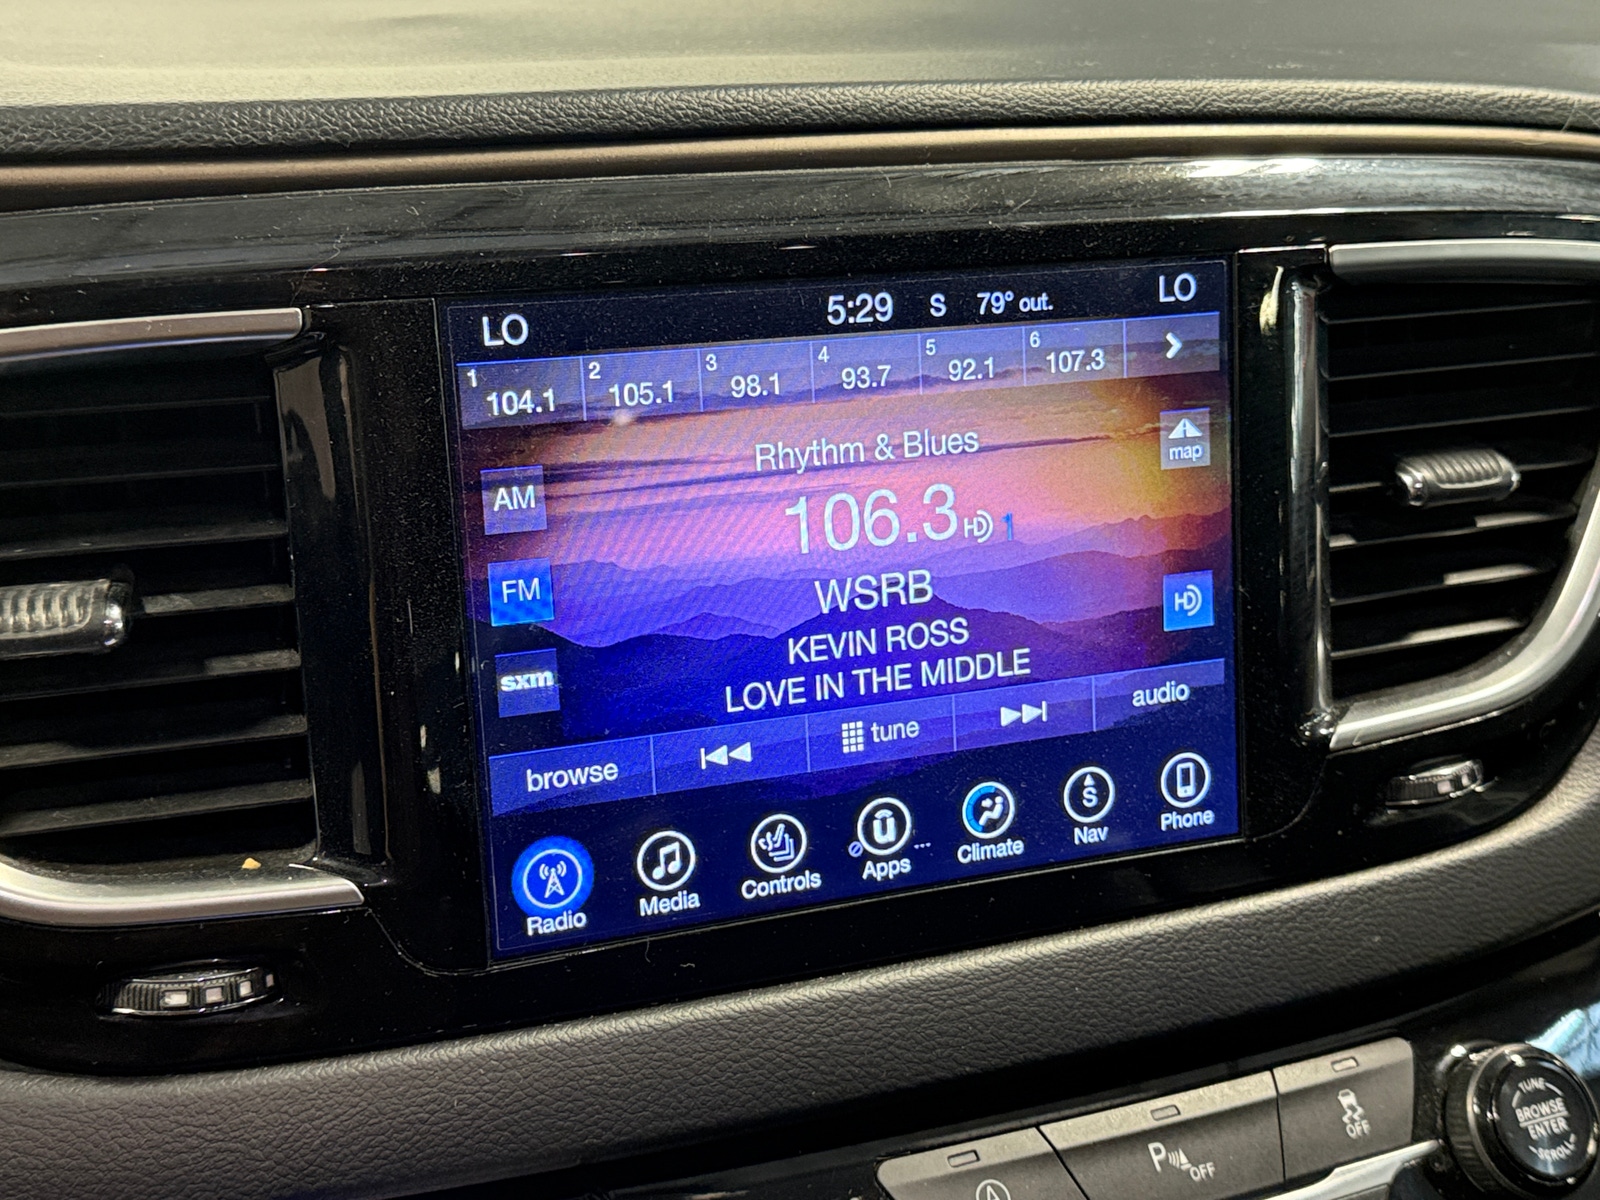 LO 5:29 S 79° out. LO
1 104.1 2 105.1 3 98.1 4 93.7 5 92.1 6 107.3
Rhythm & Blues
map
AM
106.3 HD 1
FM
WSRB
HD
KEVIN ROSS
sxm
LOVE IN THE MIDDLE
browse tune audio
Radio Media Controls Apps ... Climate S Nav Phone
TUNE
BROWSE
ENTER
SCROLL
OFF
P OFF
A